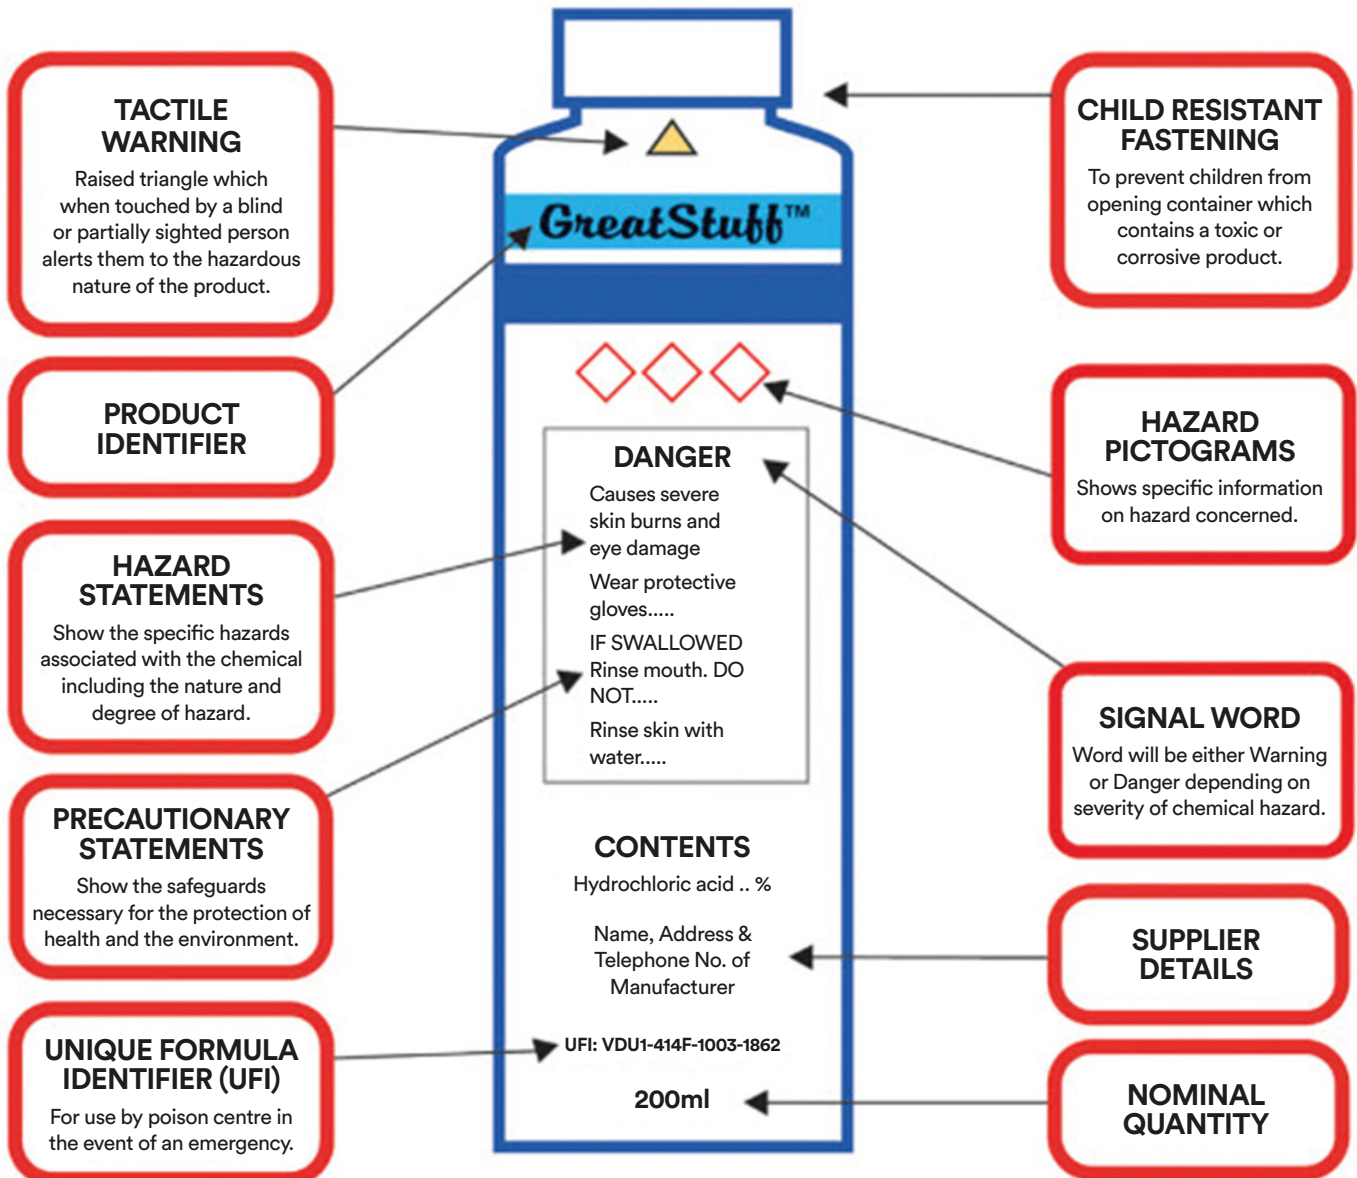 TACTILE
WARNING
Raised triangle which
when touched by a blind
or partially sighted person
alerts them to the hazardous
nature of the product.
PRODUCT
IDENTIFIER
HAZARD
STATEMENTS
Show the specific hazards
associated with the chemical
including the nature and
degree of hazard.
PRECAUTIONARY
STATEMENTS
Show the safeguards
necessary for the protection of
health and the environment.
UNIQUE FORMULA
IDENTIFIER (UFI)
For use by poison centre in
the event of an emergency.
GreatStuff™
DANGER
Causes severe
skin burns and
eye damage
Wear protective
gloves.....
IF SWALLOWED
Rinse mouth. DO
NOT.....
Rinse skin with
water.....
CONTENTS
Hydrochloric acid .. %
Name, Address &
Telephone No. of
Manufacturer
UFI: VDU1-414F-1003-1862
200ml
CHILD RESISTANT
FASTENING
To prevent children from
opening container which
contains a toxic or
corrosive product.
HAZARD
PICTOGRAMS
Shows specific information
on hazard concerned.
SIGNAL WORD
Word will be either Warning
or Danger depending on
severity of chemical hazard.
SUPPLIER
DETAILS
NOMINAL
QUANTITY